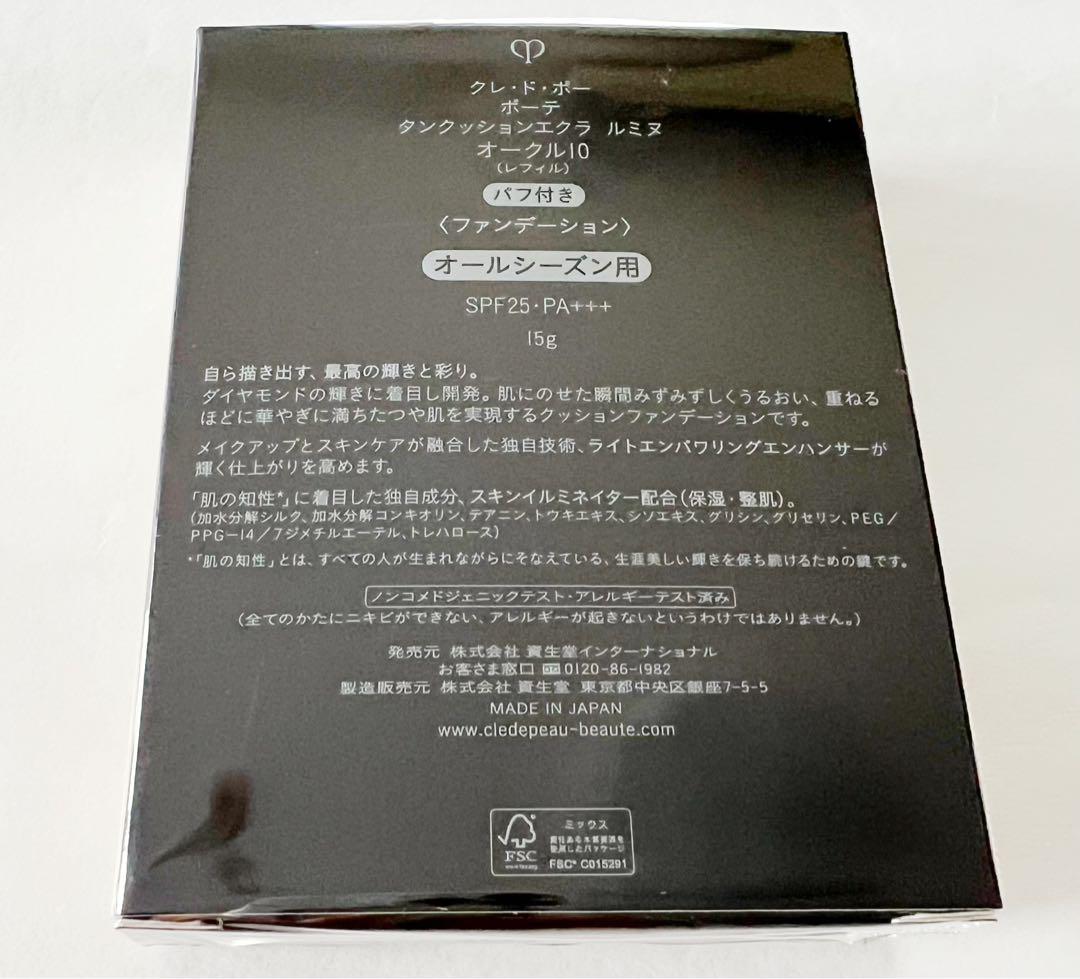 クレ・ド・ポー
ボーテ
タンクッションエクラ ルミヌ
オークル10
(レフィル)
パフ付き
〈ファンデーション〉
オールシーズン用
SPF25・PA+++
15g
自ら描き出す、最高の輝きと彩り。
ダイヤモンドの輝きに着目し開発。肌にのせた瞬間みずみずしくうるおい、重ねる
ほどに華やぎに満ちたつや肌を実現するクッションファンデーションです。
メイクアップとスキンケアが融合した独自技術、ライトエンパワリングエンハンサーが
輝く仕上がりを高めます。
「肌の知性*」に着目した独自成分、スキンイルミネイター配合(保湿・整肌)。
(加水分解シルク、加水分解コンキオリン、テアニン、トウキエキス、シソエキス、グリシン、グリセリン、PEG/
PPG-14/7ジメチルエーテル、トレハロース)
*「肌の知性」とは、すべての人が生まれながらにそなえている、生涯美しい輝きを保ち続けるための鍵です。
ノンコメドジェニックテスト・アレルギーテスト済み
(全てのかたにニキビができない、アレルギーが起きないというわけではありません。)
発売元 株式会社 資生堂インターナショナル
お客さま窓口 0120-86-1982
製造販売元 株式会社 資生堂 東京都中央区銀座7-5-5
MADE IN JAPAN
www.cledepeau-beaute.com
ミックス
責任ある木質資源を
使用したパッケージ
FSC
www.fsc.org
FSC® C015291